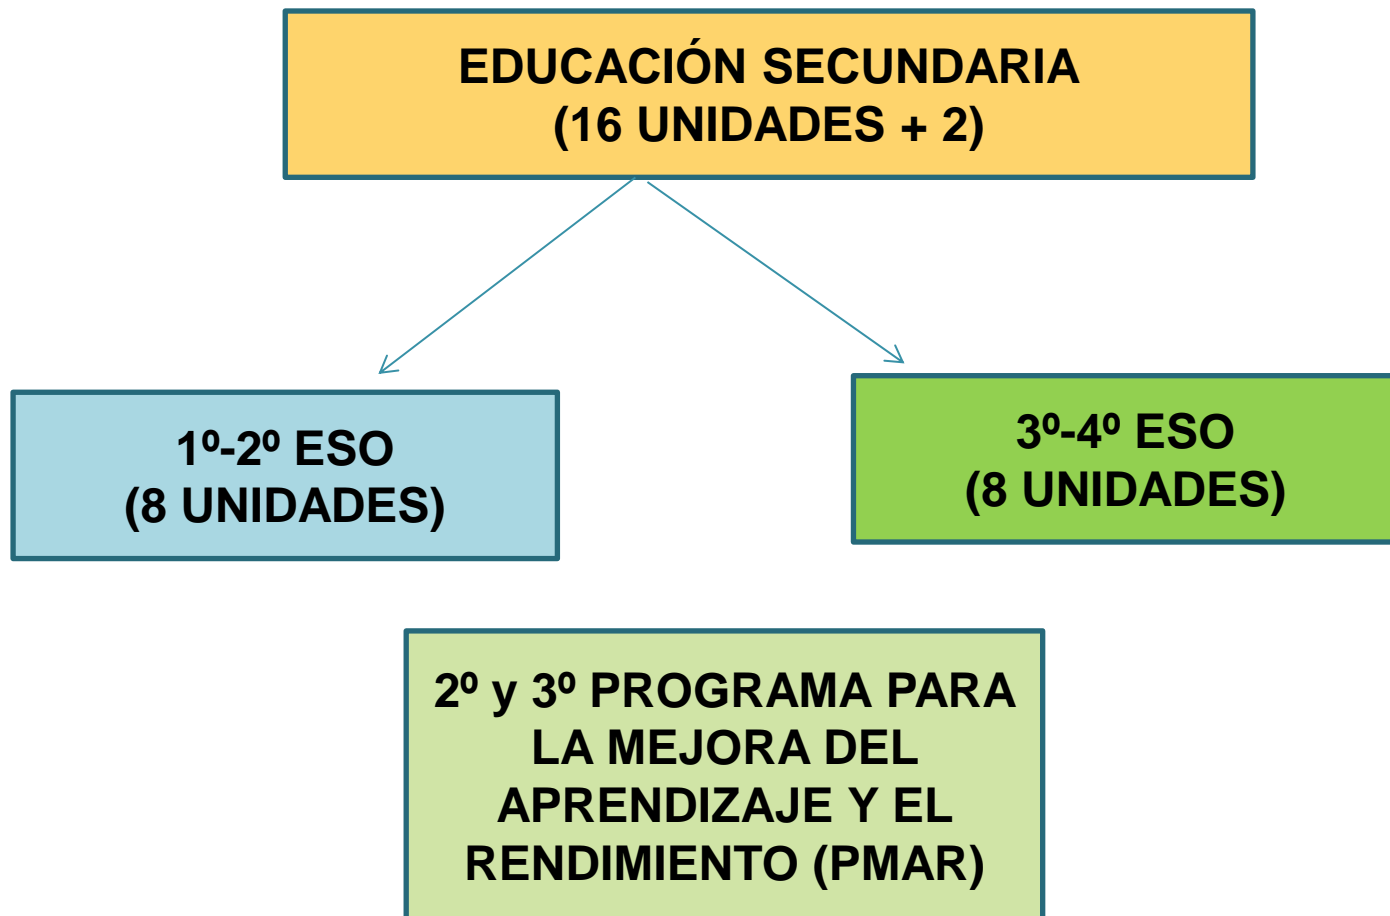 EDUCACIÓN SECUNDARIA
(16 UNIDADES + 2)
1º-2º ESO
(8 UNIDADES)
3º-4º ESO
(8 UNIDADES)
2º y 3º PROGRAMA PARA
LA MEJORA DEL
APRENDIZAJE Y EL
RENDIMIENTO (PMAR)